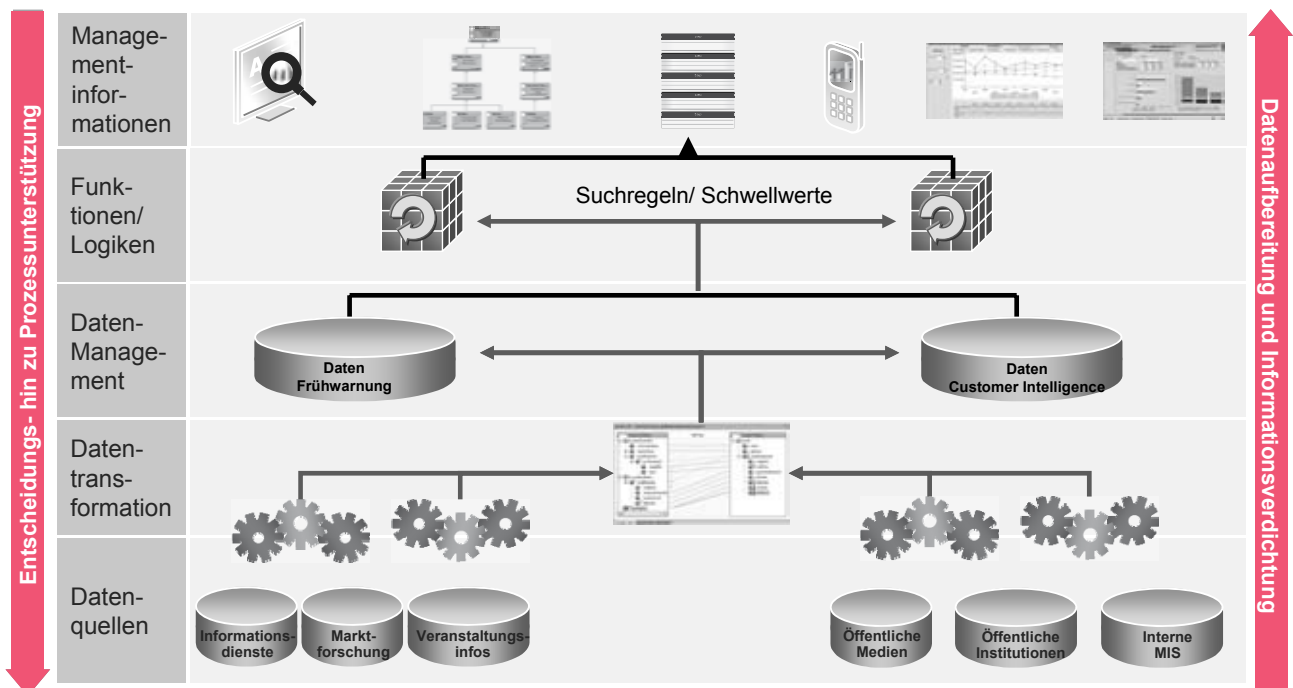 Entscheidungs- hin zu Prozessunterstützung
Manage-
ment-
infor-
mationen
Funk-
tionen/
Logiken
Suchregeln/ Schwellwerte
Daten-
Manage-
ment
Daten
Frühwarnung
Daten
Customer Intelligence
Daten-
trans-
formation
Daten-
quellen
Informations-
dienste
Markt-
forschung
Veranstaltungs-
infos
Öffentliche
Medien
Öffentliche
Institutionen
Interne
MIS
Datenaufbereitung und Informationsverdichtung